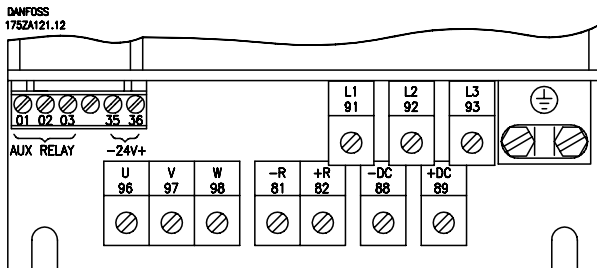 DANFOSS
175ZA121.12
L1 L2 L3
91 92 93
01 02 03 35 36
AUX RELAY -24V+
U V W -R +R -DC +DC
96 97 98 81 82 88 89